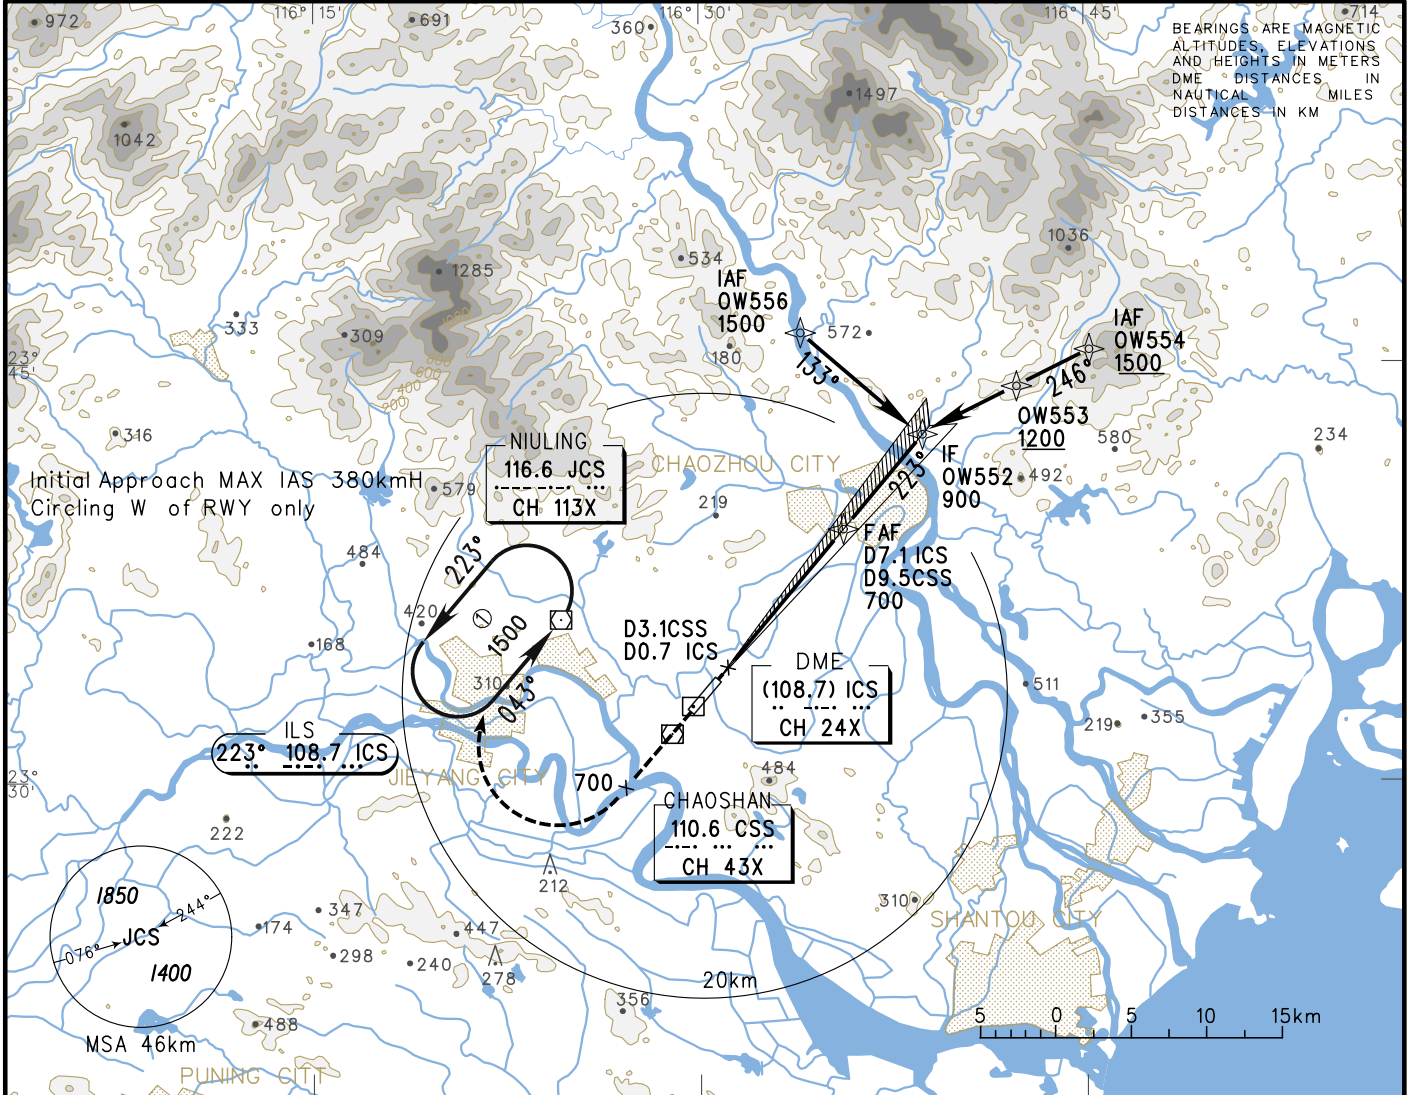 116° 15'
116° 30'
116° 45'
972
691
360
714
BEARINGS ARE MAGNETIC
ALTITUDES, ELEVATIONS
AND HEIGHTS IN METERS
DME DISTANCES IN
NAUTICAL MILES
DISTANCES IN KM
1497
1042
1036
534
1285
IAF
OW556
1500
572
333
309
180
IAF
OW554
1500
23°
45'
133°
246°
OW553
1200
316
580
234
NIULING
116.6 JCS
CH 113X
CHAOZHOU CITY
223°
IF
OW552
900
492
Initial Approach MAX IAS 380kmH
Circling W of RWY only
579
219
FAF
D7.1 ICS
D9.5CSS
700
484
223°
420
1
1500
168
D3.1CSS
D0.7 ICS
310
043°
DME
(108.7) ICS
CH 24X
511
219
355
ILS
223° 108.7 ICS
JIEYANG CITY
23°
30'
700
484
CHAOSHAN
110.6 CSS
CH 43X
222
212
310
SHANTOU CITY
1850
244°
076°
JCS
1400
MSA 46km
347
174
298
447
240
278
20km
356
488
5 0 5 10 15km
PUNING CITY
1000
800
600
400
200